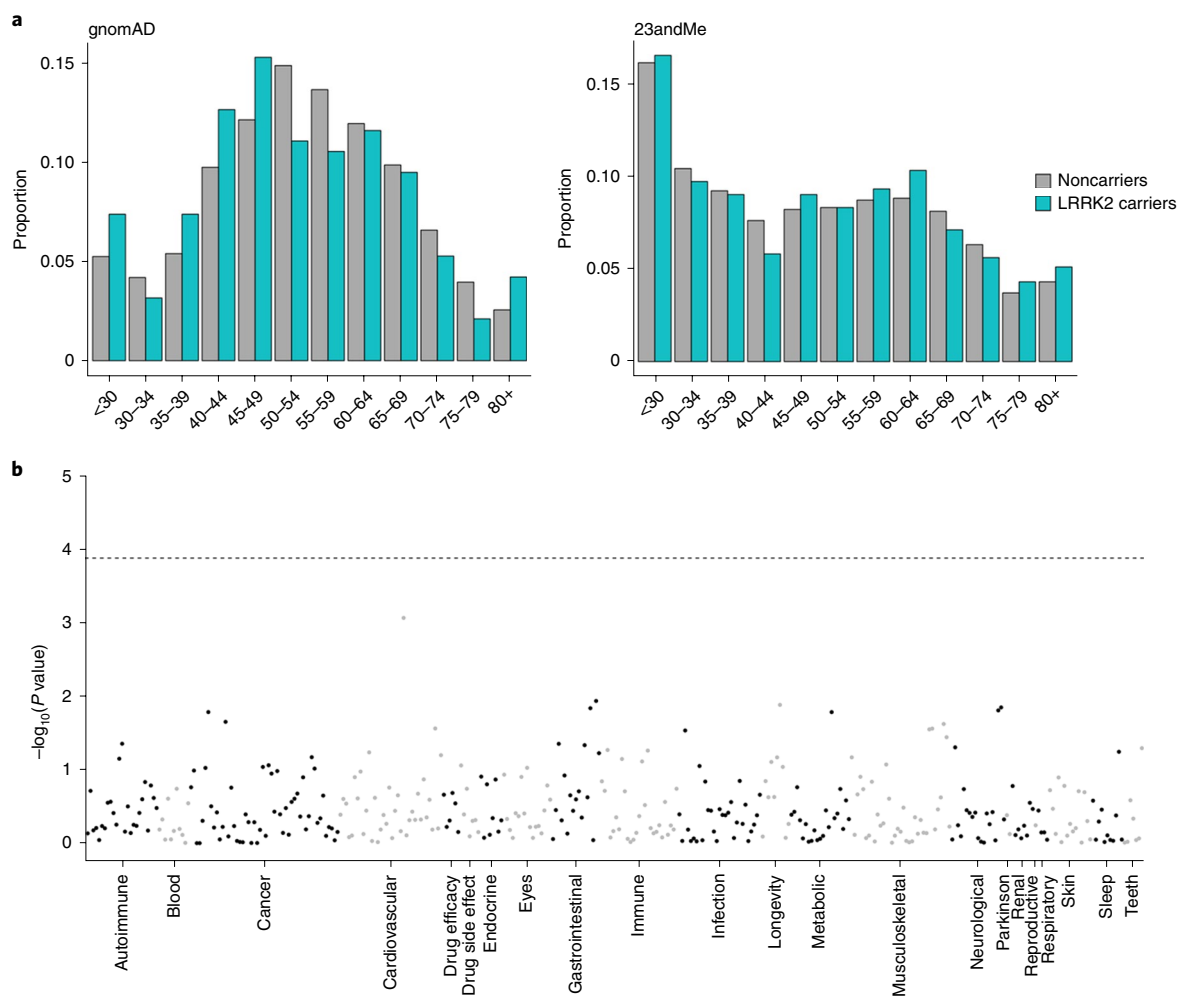 a
gnomAD
23andMe
0.15
0.10
0.05
0
Proportion
<30
30–34
35–39
40–44
45-49
50–54
55–59
60–64
65–69
70–74
75–79
80+
0.15
0.10
0.05
0
Proportion
<30
30–34
35–39
40–44
45–49
50–54
55–59
60–64
65–69
70–74
75–79
80+
Noncarriers
LRRK2 carriers
b
5
4
3
2
1
0
–log10(P value)
Autoimmune
Blood
Cancer
Cardiovascular
Drug efficacy
Drug side effect
Endocrine
Eyes
Gastrointestinal
Immune
Infection
Longevity
Metabolic
Musculoskeletal
Neurological
Parkinson
Renal
Reproductive
Respiratory
Skin
Sleep
Teeth